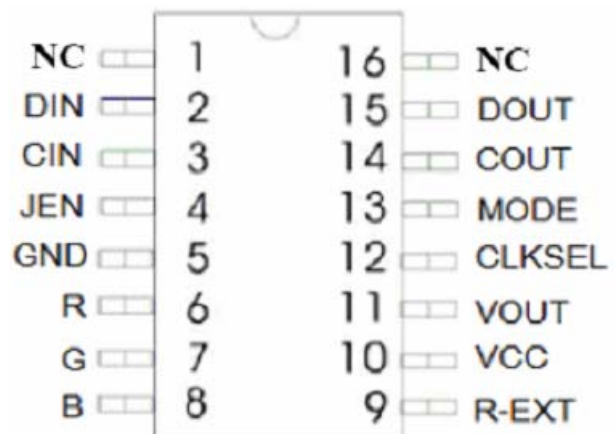 NC 1 16 NC
DIN 2 15 DOUT
CIN 3 14 COUT
JEN 4 13 MODE
GND 5 12 CLKSEL
R 6 11 VOUT
G 7 10 VCC
B 8 9 R-EXT